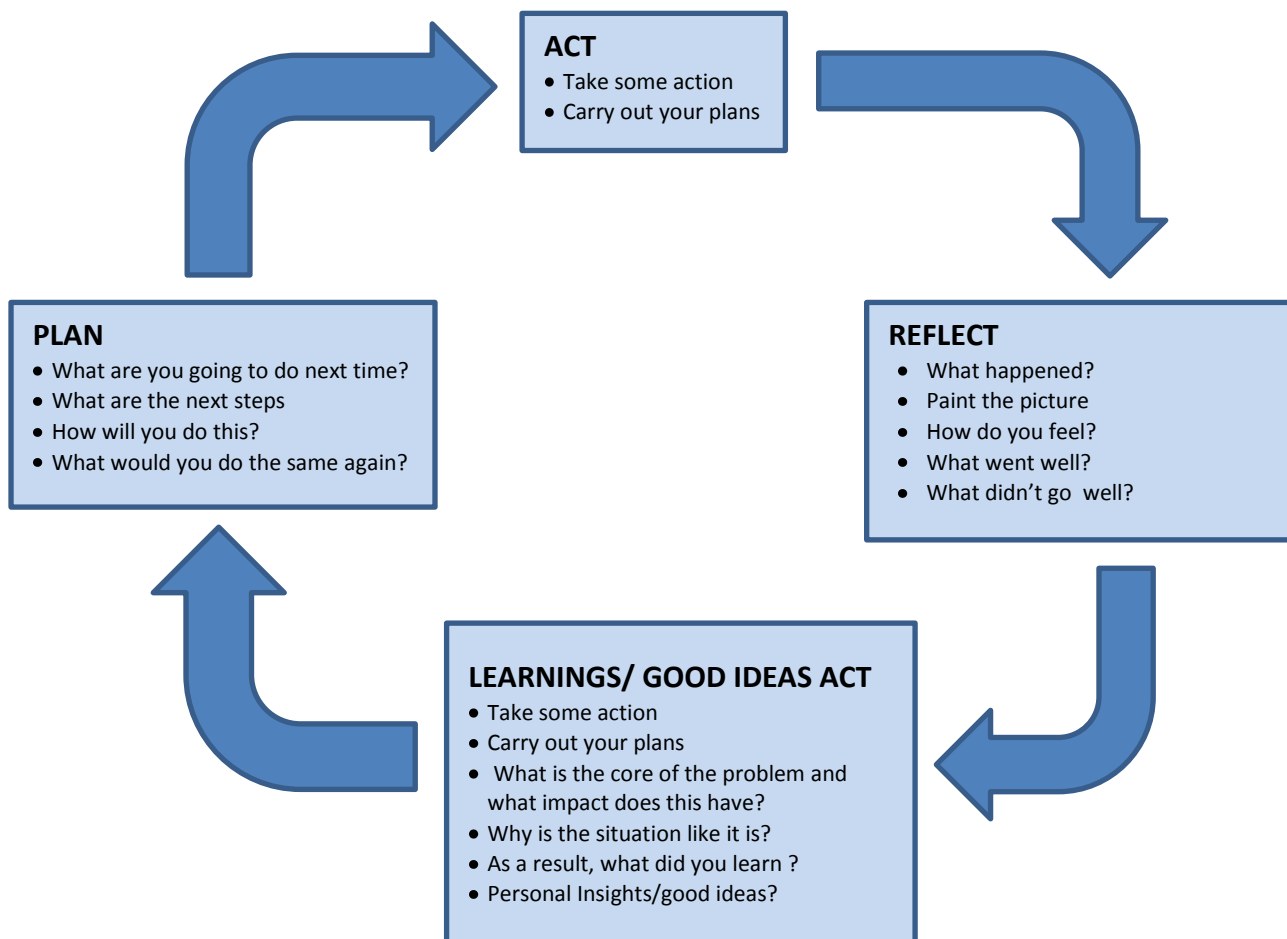 ACT
• Take some action
• Carry out your plans
PLAN
• What are you going to do next time?
• What are the next steps
• How will you do this?
• What would you do the same again?
REFLECT
• What happened?
• Paint the picture
• How do you feel?
• What went well?
• What didn’t go  well?
LEARNINGS/ GOOD IDEAS ACT
• Take some action
• Carry out your plans
• What is the core of the problem and
what impact does this have?
• Why is the situation like it is?
• As a result, what did you learn ?
• Personal Insights/good ideas?